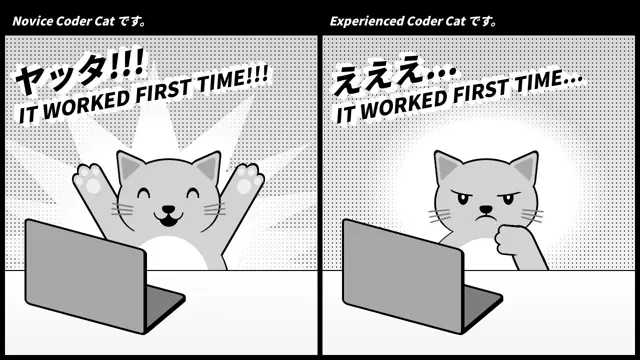 Novice Coder Cat です。
ヤッタ!!!
IT WORKED FIRST TIME!!!
Experienced Coder Cat です。
えええ...
IT WORKED FIRST TIME...